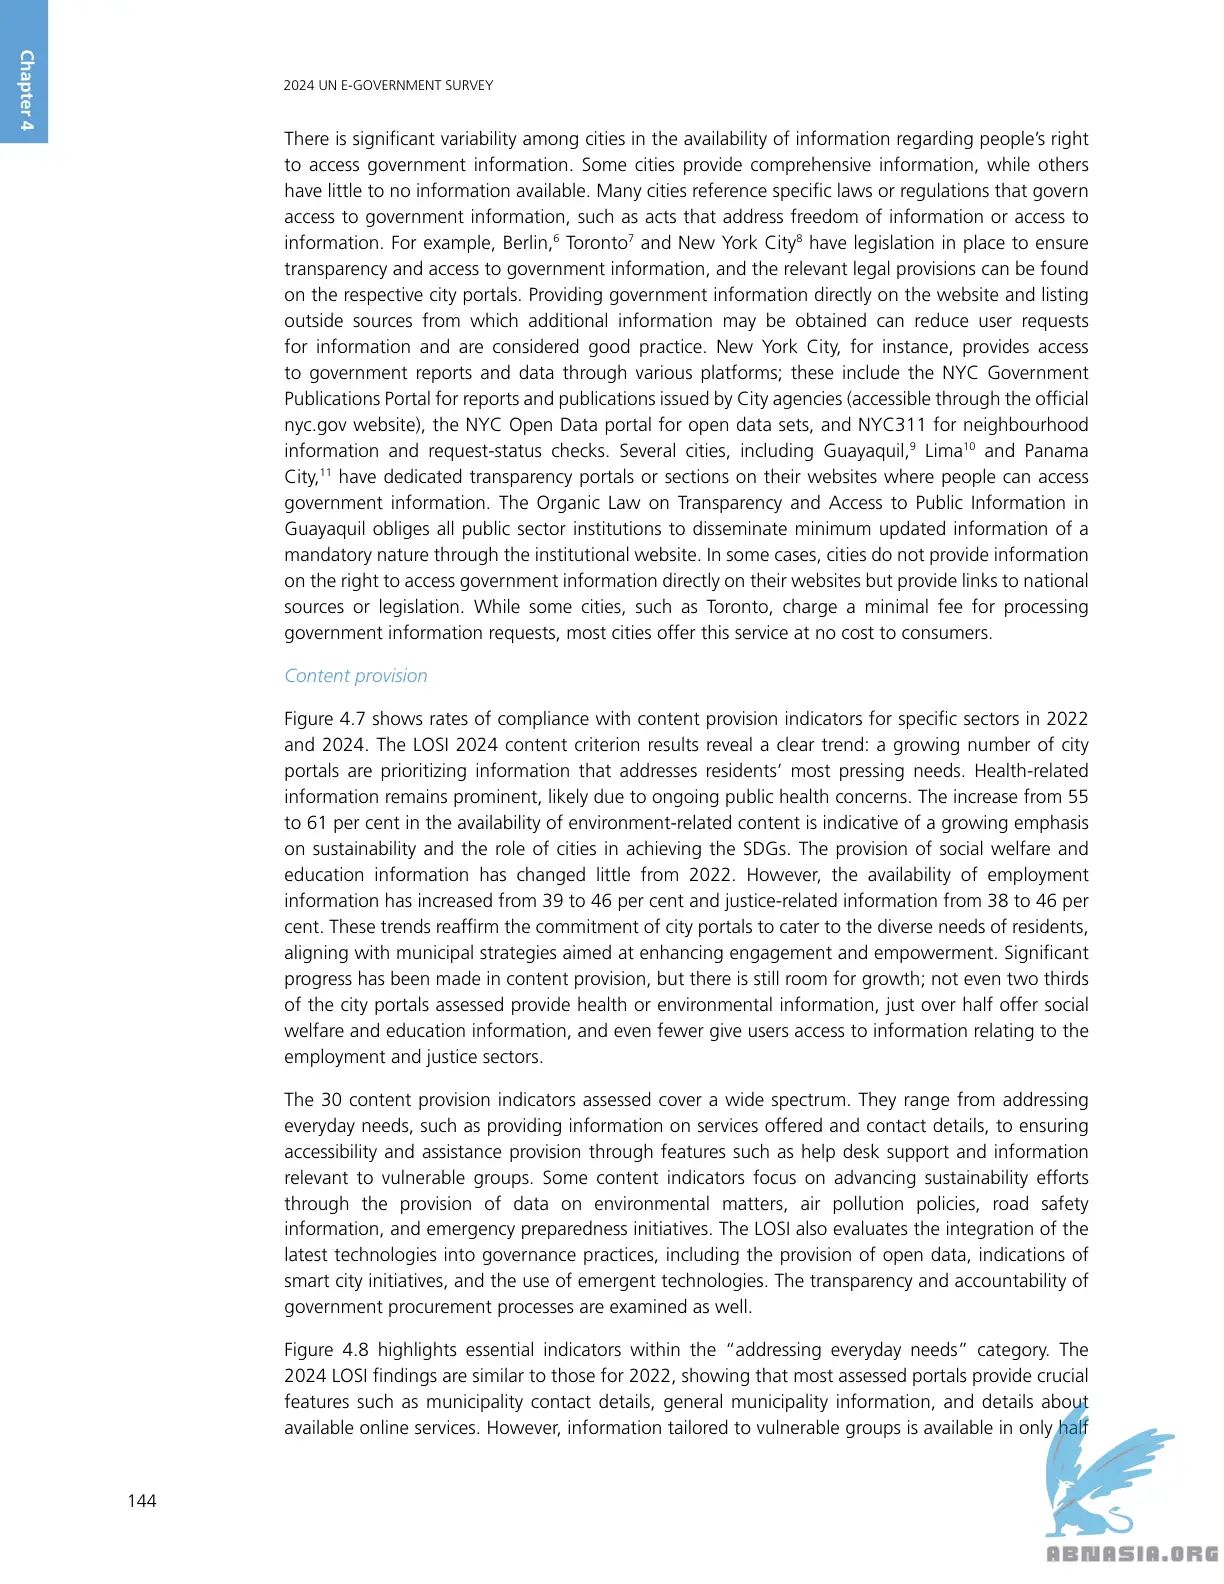 Chapter 4
2024 UN E-GOVERNMENT SURVEY
There is significant variability among cities in the availability of information regarding people’s right
to access government information. Some cities provide comprehensive information, while others
have little to no information available. Many cities reference specific laws or regulations that govern
access to government information, such as acts that address freedom of information or access to
information. For example, Berlin,6 Toronto7 and New York City8 have legislation in place to ensure
transparency and access to government information, and the relevant legal provisions can be found
on the respective city portals. Providing government information directly on the website and listing
outside sources from which additional information may be obtained can reduce user requests
for information and are considered good practice. New York City, for instance, provides access
to government reports and data through various platforms; these include the NYC Government
Publications Portal for reports and publications issued by City agencies (accessible through the official
nyc.gov website), the NYC Open Data portal for open data sets, and NYC311 for neighbourhood
information and request-status checks. Several cities, including Guayaquil,9 Lima10 and Panama
City,11 have dedicated transparency portals or sections on their websites where people can access
government information. The Organic Law on Transparency and Access to Public Information in
Guayaquil obliges all public sector institutions to disseminate minimum updated information of a
mandatory nature through the institutional website. In some cases, cities do not provide information
on the right to access government information directly on their websites but provide links to national
sources or legislation. While some cities, such as Toronto, charge a minimal fee for processing
government information requests, most cities offer this service at no cost to consumers.
Content provision
Figure 4.7 shows rates of compliance with content provision indicators for specific sectors in 2022
and 2024. The LOSI 2024 content criterion results reveal a clear trend: a growing number of city
portals are prioritizing information that addresses residents’ most pressing needs. Health-related
information remains prominent, likely due to ongoing public health concerns. The increase from 55
to 61 per cent in the availability of environment-related content is indicative of a growing emphasis
on sustainability and the role of cities in achieving the SDGs. The provision of social welfare and
education information has changed little from 2022. However, the availability of employment
information has increased from 39 to 46 per cent and justice-related information from 38 to 46 per
cent. These trends reaffirm the commitment of city portals to cater to the diverse needs of residents,
aligning with municipal strategies aimed at enhancing engagement and empowerment. Significant
progress has been made in content provision, but there is still room for growth; not even two thirds
of the city portals assessed provide health or environmental information, just over half offer social
welfare and education information, and even fewer give users access to information relating to the
employment and justice sectors.
The 30 content provision indicators assessed cover a wide spectrum. They range from addressing
everyday needs, such as providing information on services offered and contact details, to ensuring
accessibility and assistance provision through features such as help desk support and information
relevant to vulnerable groups. Some content indicators focus on advancing sustainability efforts
through the provision of data on environmental matters, air pollution policies, road safety
information, and emergency preparedness initiatives. The LOSI also evaluates the integration of the
latest technologies into governance practices, including the provision of open data, indications of
smart city initiatives, and the use of emergent technologies. The transparency and accountability of
government procurement processes are examined as well.
Figure 4.8 highlights essential indicators within the “addressing everyday needs” category. The
2024 LOSI findings are similar to those for 2022, showing that most assessed portals provide crucial
features such as municipality contact details, general municipality information, and details about
available online services. However, information tailored to vulnerable groups is available in only half
144
ABNASIA.ORG